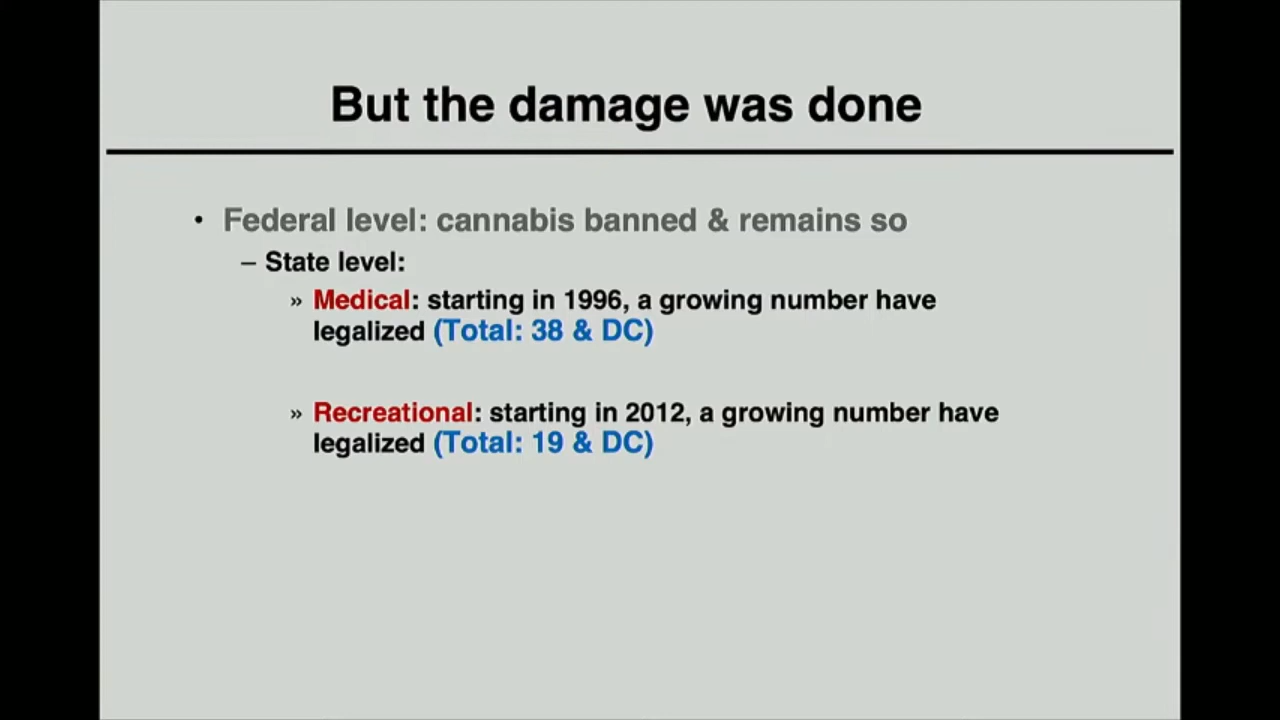 But the damage was done
• Federal level: cannabis banned & remains so
– State level:
» Medical: starting in 1996, a growing number have
legalized (Total: 38 & DC)
» Recreational: starting in 2012, a growing number have
legalized (Total: 19 & DC)